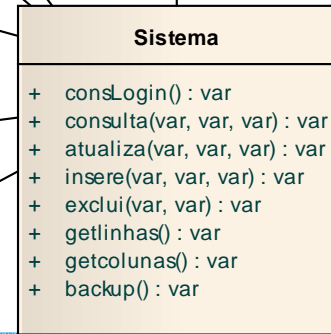 Sistema
+ consLogin() : var
+ consulta(var, var, var) : var
+ atualiza(var, var, var) : var
+ insere(var, var, var) : var
+ exclui(var, var) : var
+ getlinhas() : var
+ getcolunas() : var
+ backup() : var